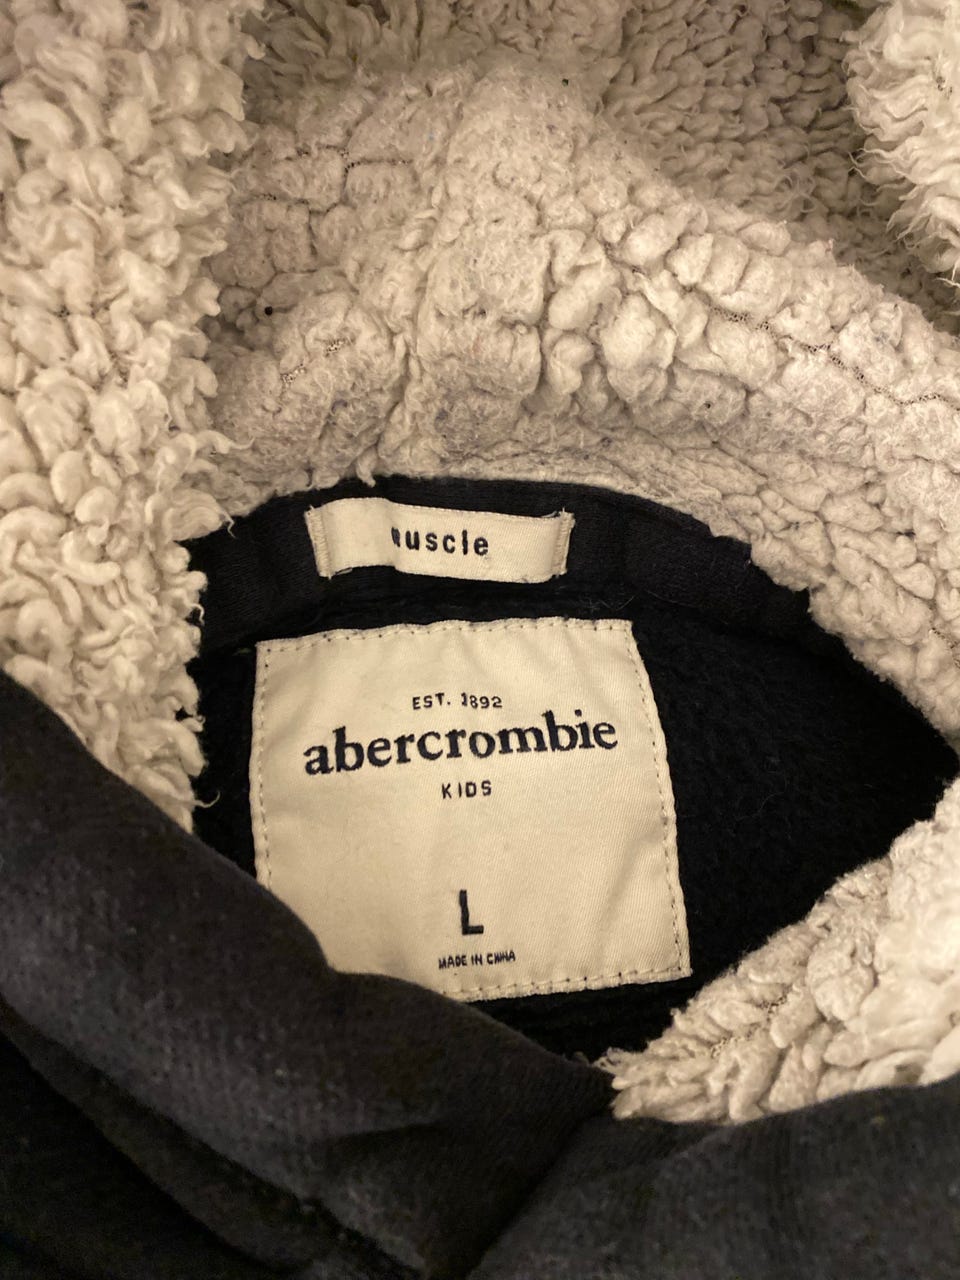 muscle
EST. 1892
abercrombie
KIDS
L
MADE IN CHINA